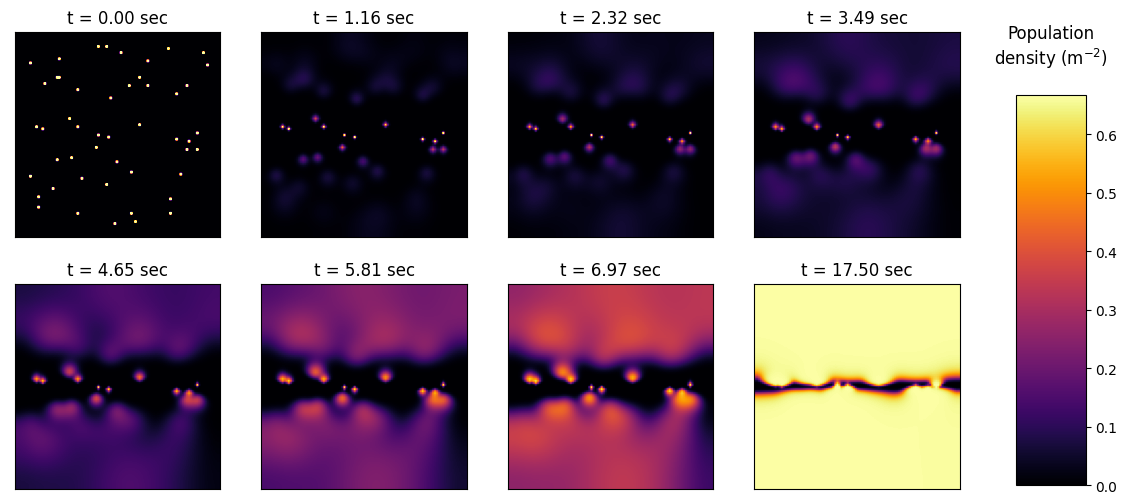 t = 0.00 sec
t = 1.16 sec
t = 2.32 sec
t = 3.49 sec
Population
density (m⁻²)
t = 4.65 sec
t = 5.81 sec
t = 6.97 sec
t = 17.50 sec
0.6
0.5
0.4
0.3
0.2
0.1
0.0